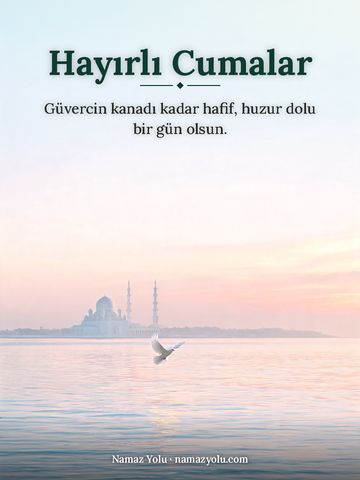 Hayırlı Cumalar
Güvercin kanadı kadar hafif, huzur dolu
bir gün olsun.
Namaz Yolu · namazyolu.com